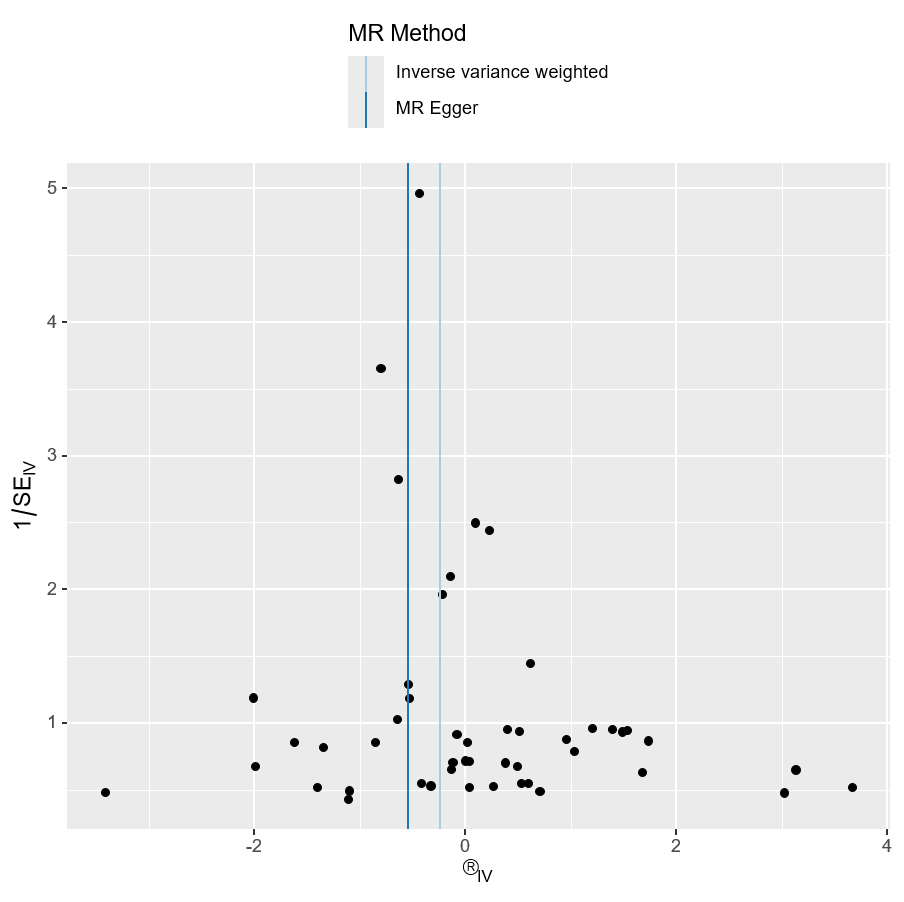 MR Method
Inverse variance weighted
MR Egger
5
4
3
2
1
1/SE_IV
-2
0
2
4
®_IV